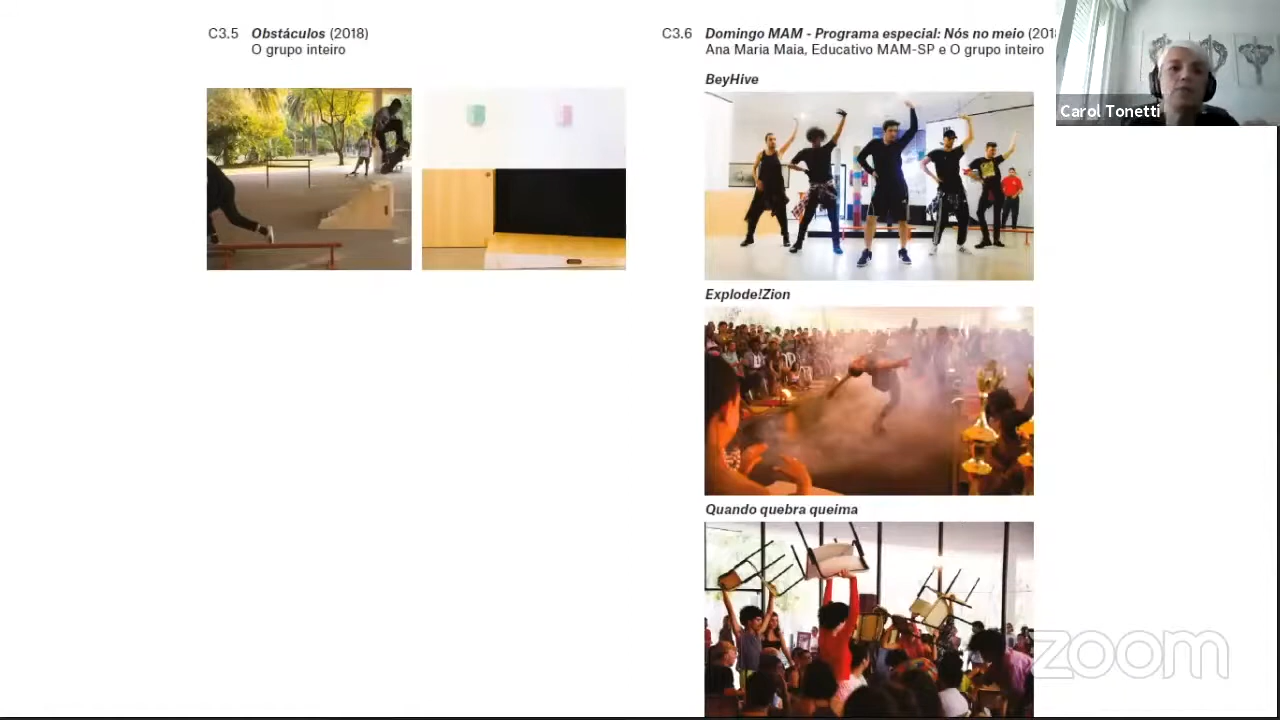 C3.5 Obstáculos (2018)
O grupo inteiro
C3.6 Domingo MAM - Programa especial: Nós no meio (201
Ana Maria Maia, Educativo MAM-SP e O grupo inteiro
BeyHive
Explode!Zion
Quando quebra queima
Carol Tonetti
zoom